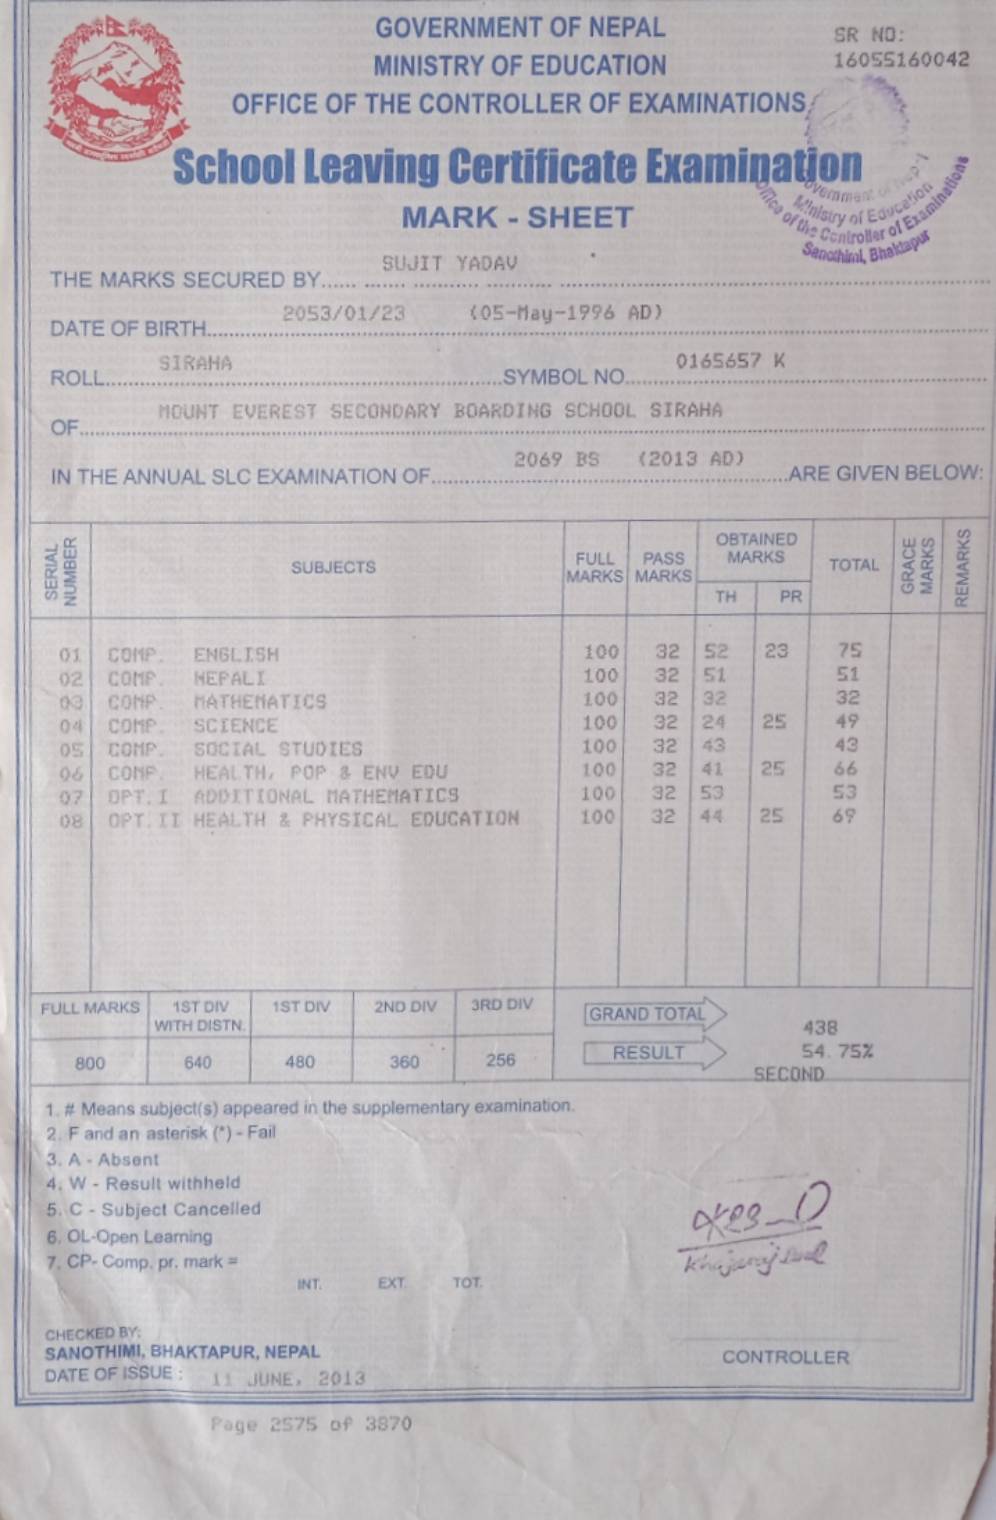 GOVERNMENT OF NEPAL
MINISTRY OF EDUCATION
OFFICE OF THE CONTROLLER OF EXAMINATIONS
SR NO:
16055160042
School Leaving Certificate Examination
MARK - SHEET
Government of
Ministry of Education
Office of the Controller of Examinations
Sanothimi, Bhaktapur
THE MARKS SECURED BY SUJIT YADAV
DATE OF BIRTH 2053/01/23 (05-May-1996 AD)
ROLL SIRAHA SYMBOL NO. 0165657 K
OF MOUNT EVEREST SECONDARY BOARDING SCHOOL SIRAHA
IN THE ANNUAL SLC EXAMINATION OF 2069 BS (2013 AD) ARE GIVEN BELOW:
SERIAL NUMBER SUBJECTS FULL MARKS PASS MARKS OBTAINED MARKS TH PR TOTAL GRACE MARKS REMARKS
01 COMP. ENGLISH 100 32 52 23 75
02 COMP. NEPALI 100 32 51 51
03 COMP. MATHEMATICS 100 32 32 32
04 COMP. SCIENCE 100 32 24 25 49
05 COMP. SOCIAL STUDIES 100 32 43 43
06 COMP. HEALTH, POP & ENV EDU 100 32 41 25 66
07 OPT.I ADDITIONAL MATHEMATICS 100 32 53 53
08 OPT.II HEALTH & PHYSICAL EDUCATION 100 32 44 25 69
FULL MARKS 1ST DIV WITH DISTN. 1ST DIV 2ND DIV 3RD DIV
800 640 480 360 256
GRAND TOTAL 438
RESULT 54.75%
SECOND
1. # Means subject(s) appeared in the supplementary examination.
2. F and an asterisk (*) - Fail
3. A - Absent
4. W - Result withheld
5. C - Subject Cancelled
6. OL-Open Learning
7. CP- Comp. pr. mark =
INT. EXT. TOT.
CHECKED BY:
SANOTHIMI, BHAKTAPUR, NEPAL
DATE OF ISSUE : 11 JUNE, 2013
CONTROLLER
Page 2575 of 3870